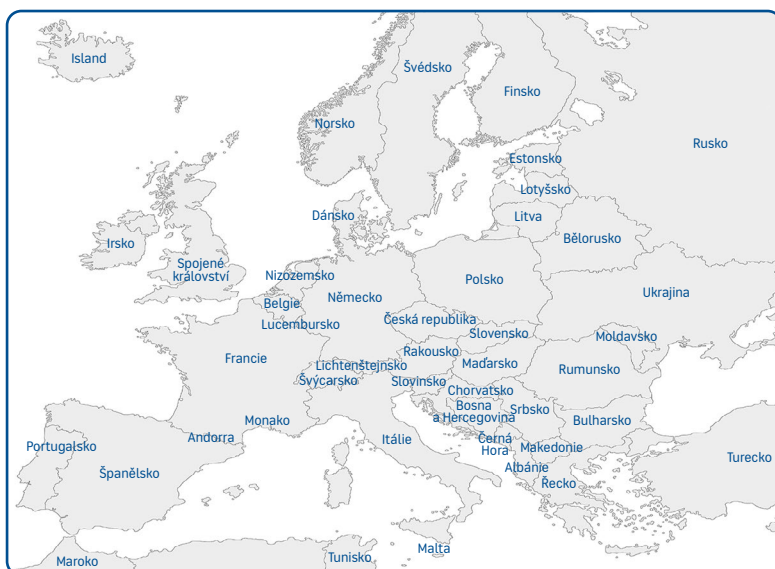 Island
Švédsko
Finsko
Norsko
Rusko
Estonsko
Lotyšsko
Dánsko
Litva
Bělorusko
Irsko
Spojené
království
Nizozemsko
Polsko
Německo
Ukrajina
Belgie
Lucembursko
Česká republika
Slovensko
Moldavsko
Francie
Rakousko
Lichtenštejnsko
Maďarsko
Rumunsko
Švýcarsko
Slovinsko
Chorvatsko
Bosna
a Hercegovina
Srbsko
Monako
Bulharsko
Andorra
Itálie
Černá
Hora
Portugalsko
Makedonie
Turecko
Španělsko
Albánie
Řecko
Malta
Tunisko
Maroko